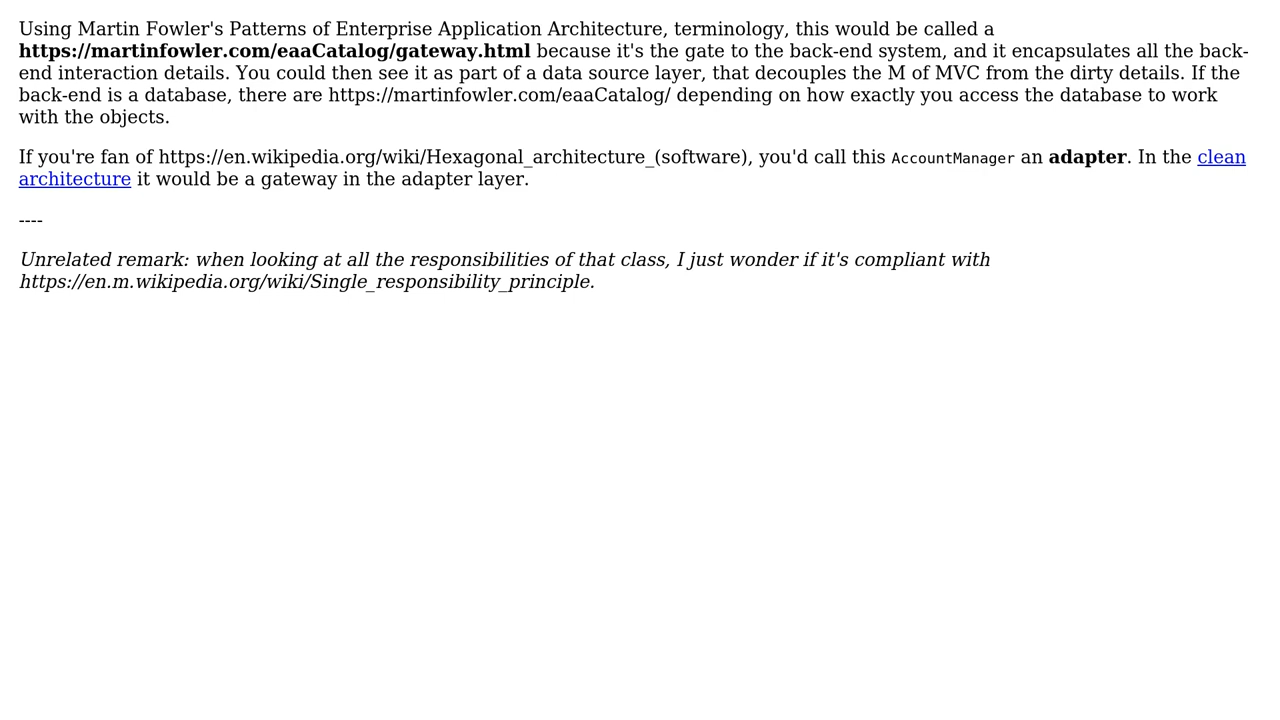 Using Martin Fowler's Patterns of Enterprise Application Architecture, terminology, this would be called a
https://martinfowler.com/eaaCatalog/gateway.html because it's the gate to the back-end system, and it encapsulates all the back-
end interaction details. You could then see it as part of a data source layer, that decouples the M of MVC from the dirty details. If the
back-end is a database, there are https://martinfowler.com/eaaCatalog/ depending on how exactly you access the database to work
with the objects.
If you're fan of https://en.wikipedia.org/wiki/Hexagonal_architecture_(software), you'd call this AccountManager an adapter. In the clean
architecture it would be a gateway in the adapter layer.
----
Unrelated remark: when looking at all the responsibilities of that class, I just wonder if it's compliant with
https://en.m.wikipedia.org/wiki/Single_responsibility_principle.